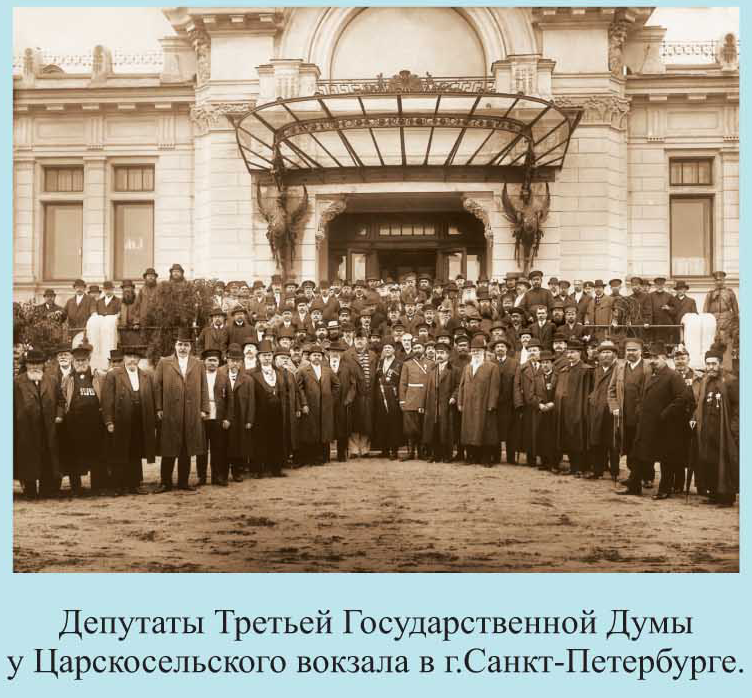 Депутаты Третьей Государственной Думы
у Царскосельского вокзала в г.Санкт-Петербурге.